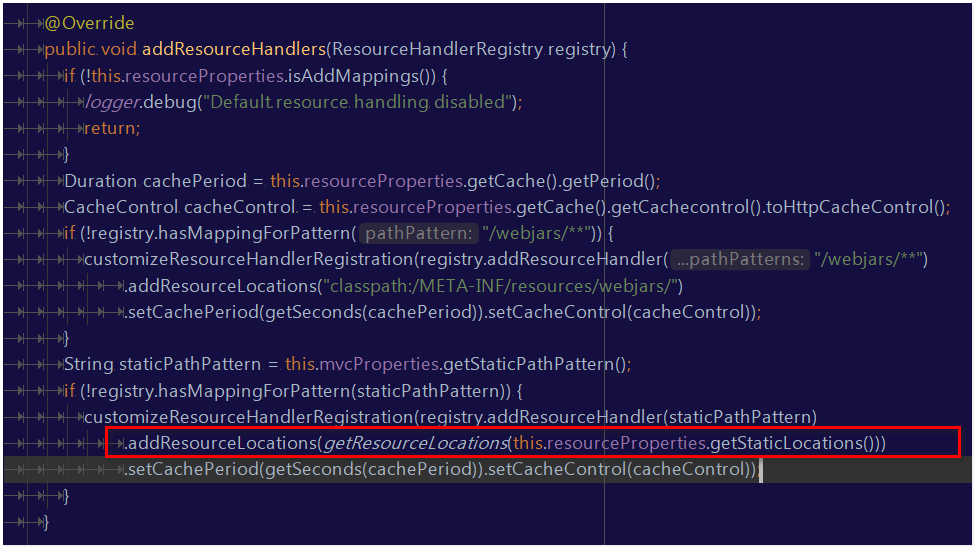 @Override
public void addResourceHandlers(ResourceHandlerRegistry registry) {
if (!this.resourceProperties.isAddMappings()) {
logger.debug("Default resource handling disabled");
return;
}
Duration cachePeriod = this.resourceProperties.getCache().getPeriod();
CacheControl cacheControl = this.resourceProperties.getCache().getCachecontrol().toHttpCacheControl();
if (!registry.hasMappingForPattern( pathPattern: "/webjars/**")) {
customizeResourceHandlerRegistration(registry.addResourceHandler( ...pathPatterns: "/webjars/**")
.addResourceLocations("classpath:/META-INF/resources/webjars/")
.setCachePeriod(getSeconds(cachePeriod)).setCacheControl(cacheControl));
}
String staticPathPattern = this.mvcProperties.getStaticPathPattern();
if (!registry.hasMappingForPattern(staticPathPattern)) {
customizeResourceHandlerRegistration(registry.addResourceHandler(staticPathPattern)
.addResourceLocations(getResourceLocations(this.resourceProperties.getStaticLocations()))
.setCachePeriod(getSeconds(cachePeriod)).setCacheControl(cacheControl));
}
}